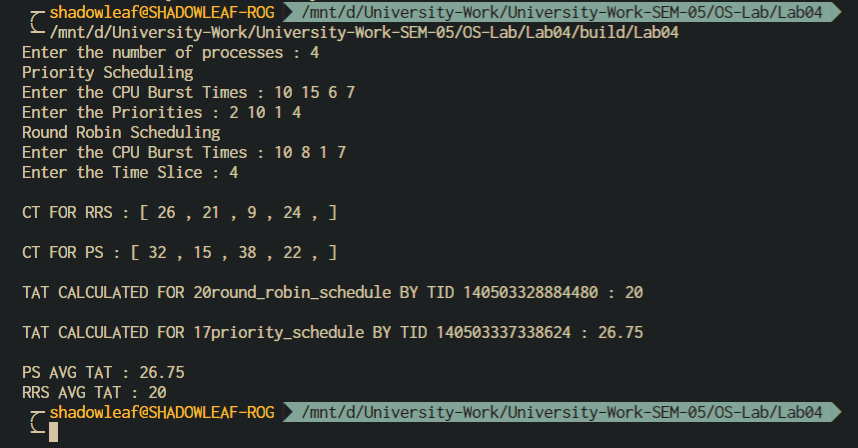 shadowleaf@SHADOWLEAF-ROG /mnt/d/University-Work/University-Work-SEM-05/OS-Lab/Lab04
/mnt/d/University-Work/University-Work-SEM-05/OS-Lab/Lab04/build/Lab04
Enter the number of processes : 4
Priority Scheduling
Enter the CPU Burst Times : 10 15 6 7
Enter the Priorities : 2 10 1 4
Round Robin Scheduling
Enter the CPU Burst Times : 10 8 1 7
Enter the Time Slice : 4
CT FOR RRS : [ 26 , 21 , 9 , 24 , ]
CT FOR PS : [ 32 , 15 , 38 , 22 , ]
TAT CALCULATED FOR 20round_robin_schedule BY TID 140503328884480 : 20
TAT CALCULATED FOR 17priority_schedule BY TID 140503337338624 : 26.75
PS AVG TAT : 26.75
RRS AVG TAT : 20
shadowleaf@SHADOWLEAF-ROG /mnt/d/University-Work/University-Work-SEM-05/OS-Lab/Lab04